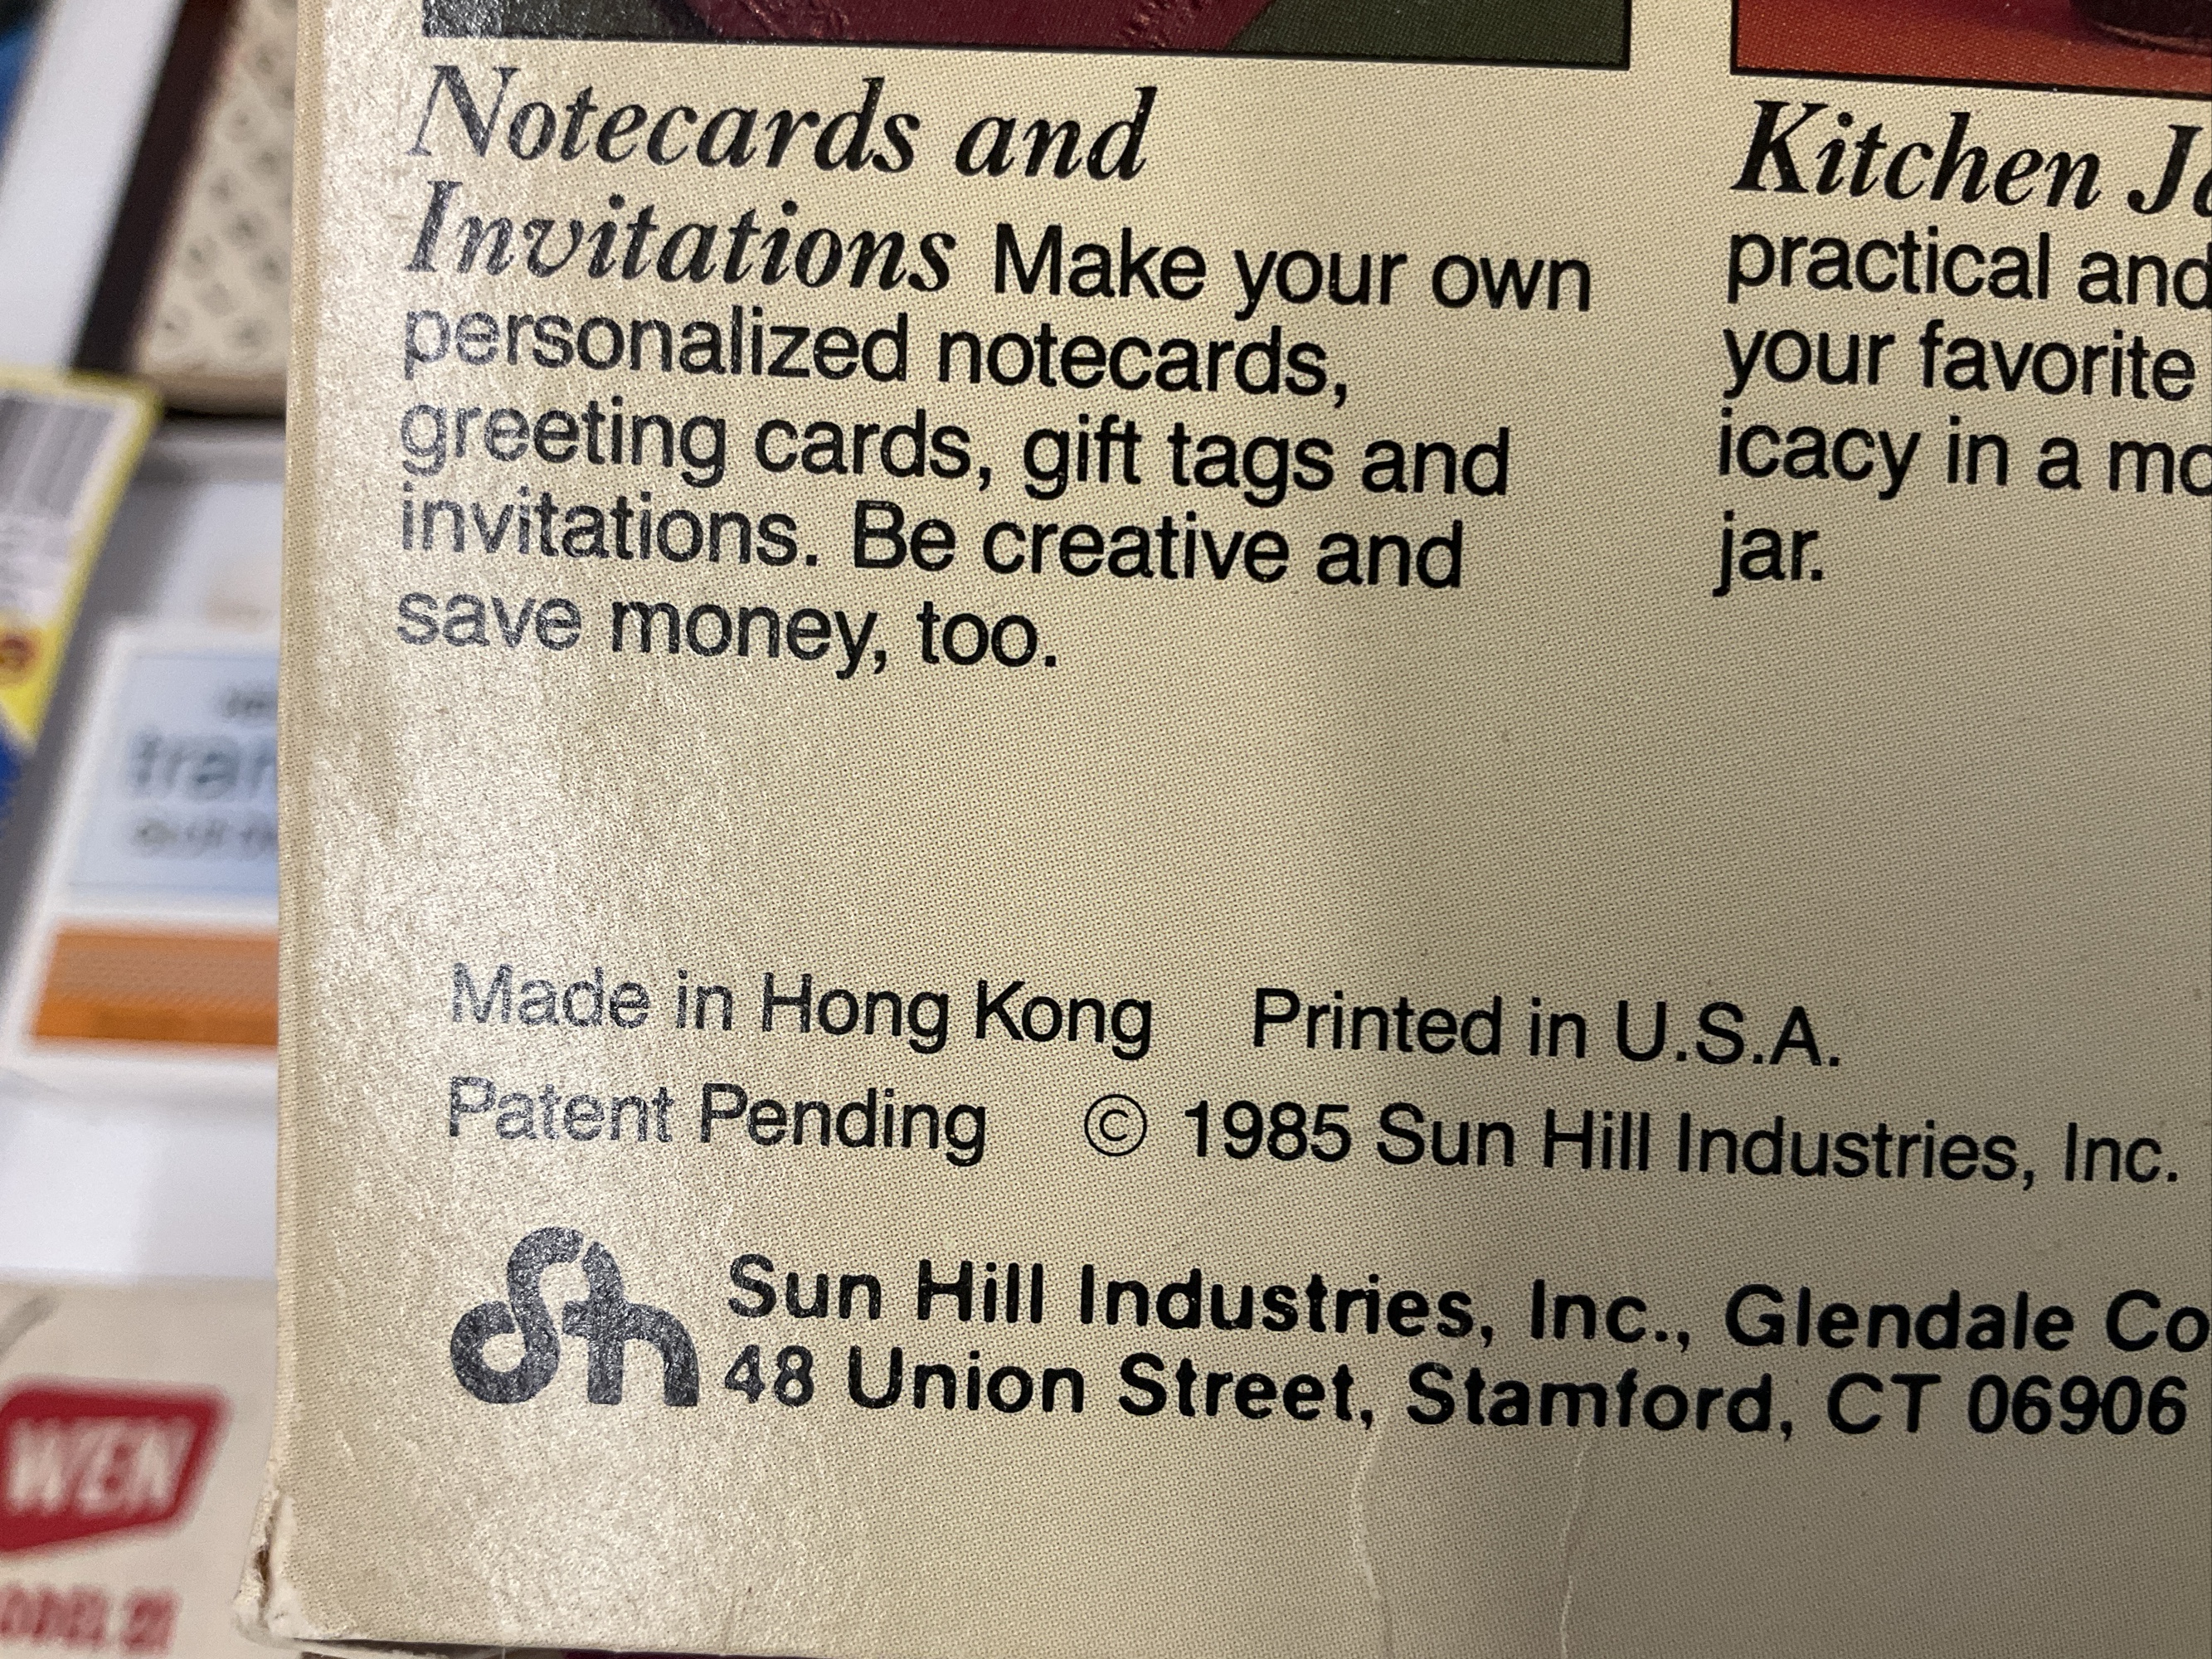 Notecards and
Invitations Make your own
personalized notecards,
greeting cards, gift tags and
invitations. Be creative and
save money, too.
Kitchen
practical and
your favorite
icacy in a
jar.
Made in Hong Kong Printed in U.S.A.
Patent Pending © 1985 Sun Hill Industries, Inc.
Sh Sun Hill Industries, Inc., Glendale
48 Union Street, Stamford, CT 06906
WEN